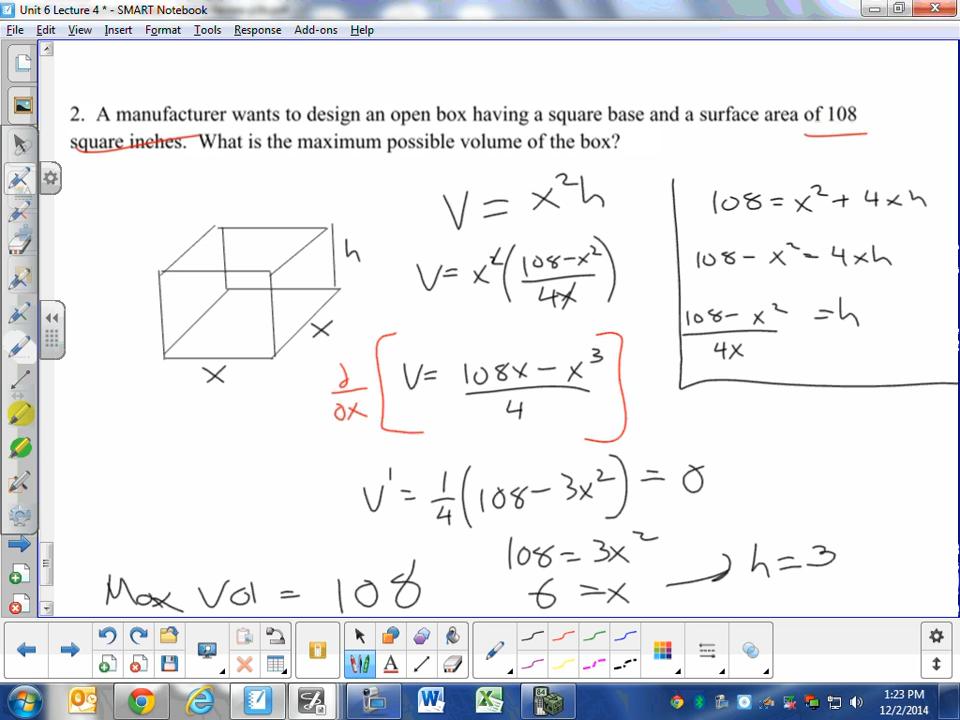 Unit 6 Lecture 4 * - SMART Notebook
File Edit View Insert Format Tools Response Add-ons Help
2. A manufacturer wants to design an open box having a square base and a surface area of 108
square inches. What is the maximum possible volume of the box?
V = x²h
108 = x² + 4xh
V = x²(108-x²/4x)
108 - x² = 4xh
108 - x²/4x = h
h
x
x
d/dx [V = 108x - x³/4]
V' = 1/4(108 - 3x²) = 0
108 = 3x²
6 = x → h = 3
Max Vol = 108
A
W
1:23 PM
12/2/2014